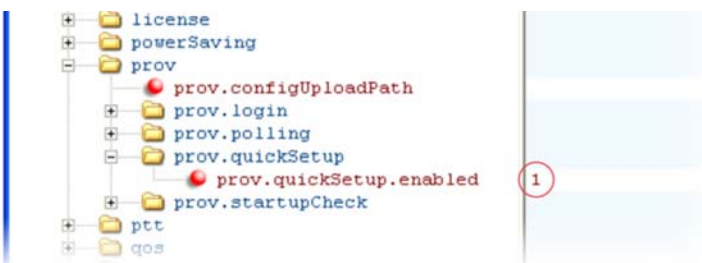 license
powerSaving
prov
prov.configUploadPath
prov.login
prov.polling
prov.quickSetup
prov.quickSetup.enabled 1
prov.startupCheck
ptt
qos